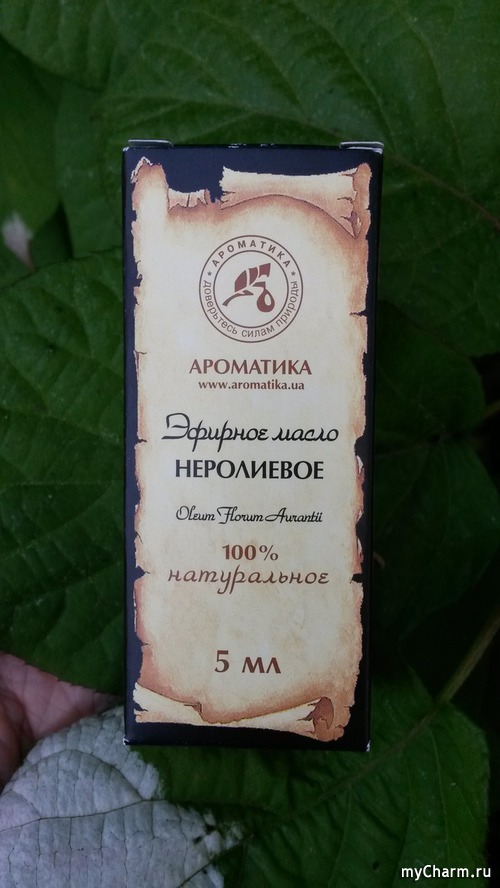 АРОМАТИКА
доверьтесь силам природы
АРОМАТИКА
www.aromatika.ua
Эфирное масло
НЕРОЛИЕВОЕ
Oleum Florum Aurantii
100%
натуральное
5 мл
myCharm.ru